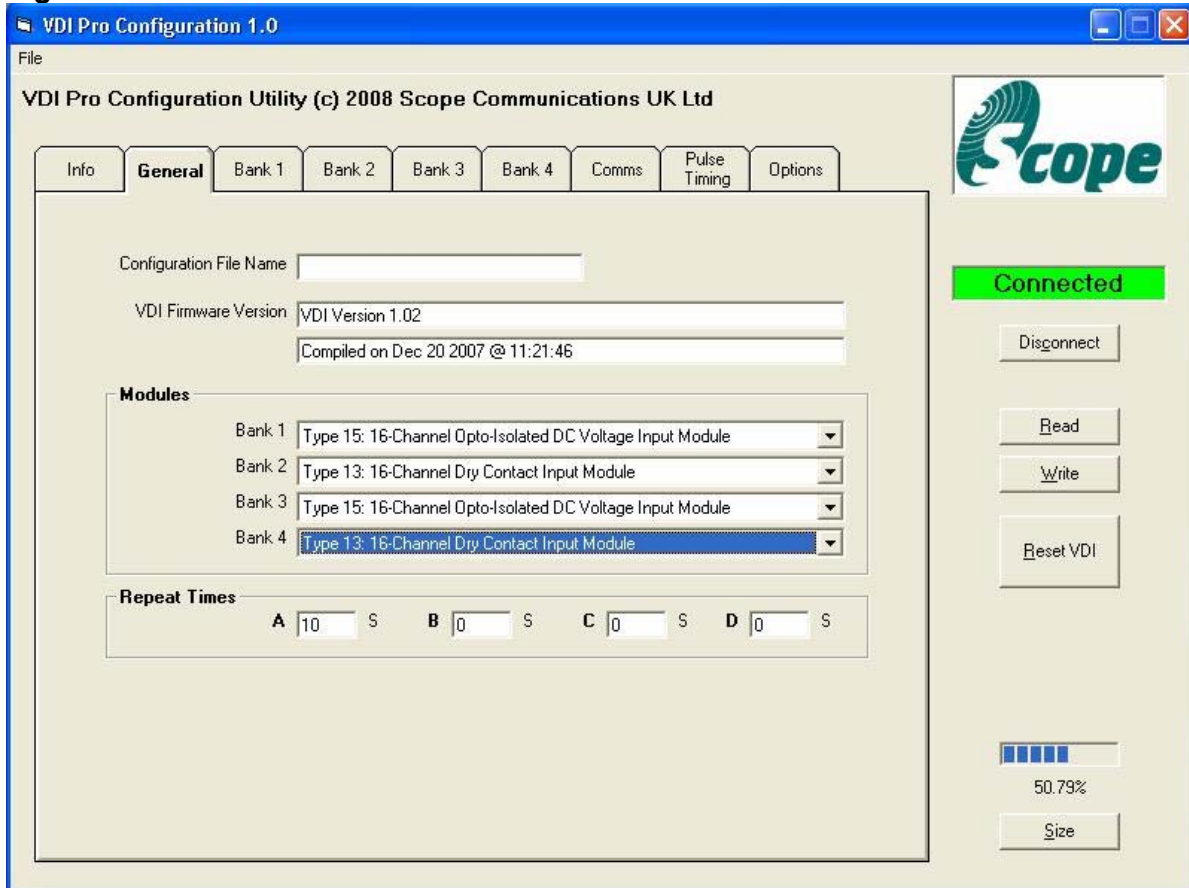 VDI Pro Configuration 1.0
File
VDI Pro Configuration Utility (c) 2008 Scope Communications UK Ltd
Scope
Info General Bank 1 Bank 2 Bank 3 Bank 4 Comms Pulse Timing Options
Configuration File Name
Connected
VDI Firmware Version VDI Version 1.02
Compiled on Dec 20 2007 @ 11:21:46
Disconnect
Modules
Bank 1 Type 15: 16-Channel Opto-Isolated DC Voltage Input Module
Read
Bank 2 Type 13: 16-Channel Dry Contact Input Module
Write
Bank 3 Type 15: 16-Channel Opto-Isolated DC Voltage Input Module
Bank 4 Type 13: 16-Channel Dry Contact Input Module
Reset VDI
Repeat Times
A 10 S B 0 S C 0 S D 0 S
50.79%
Size